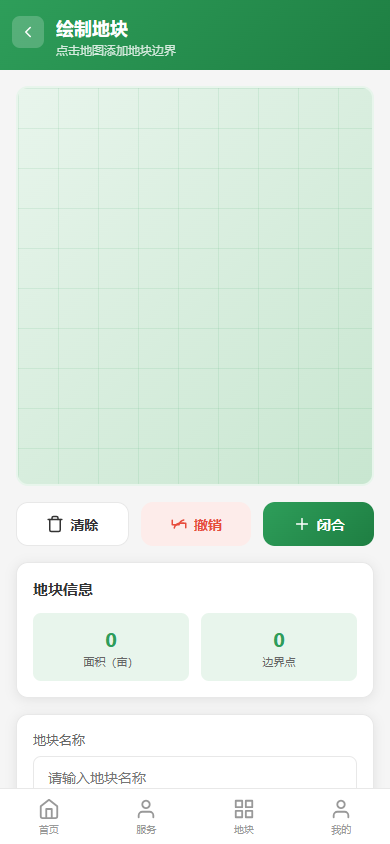 绘制地块
点击地图添加地块边界
清除
撤销
闭合
地块信息
0
面积（亩）
0
边界点
地块名称
请输入地块名称
首页
服务
地块
我的